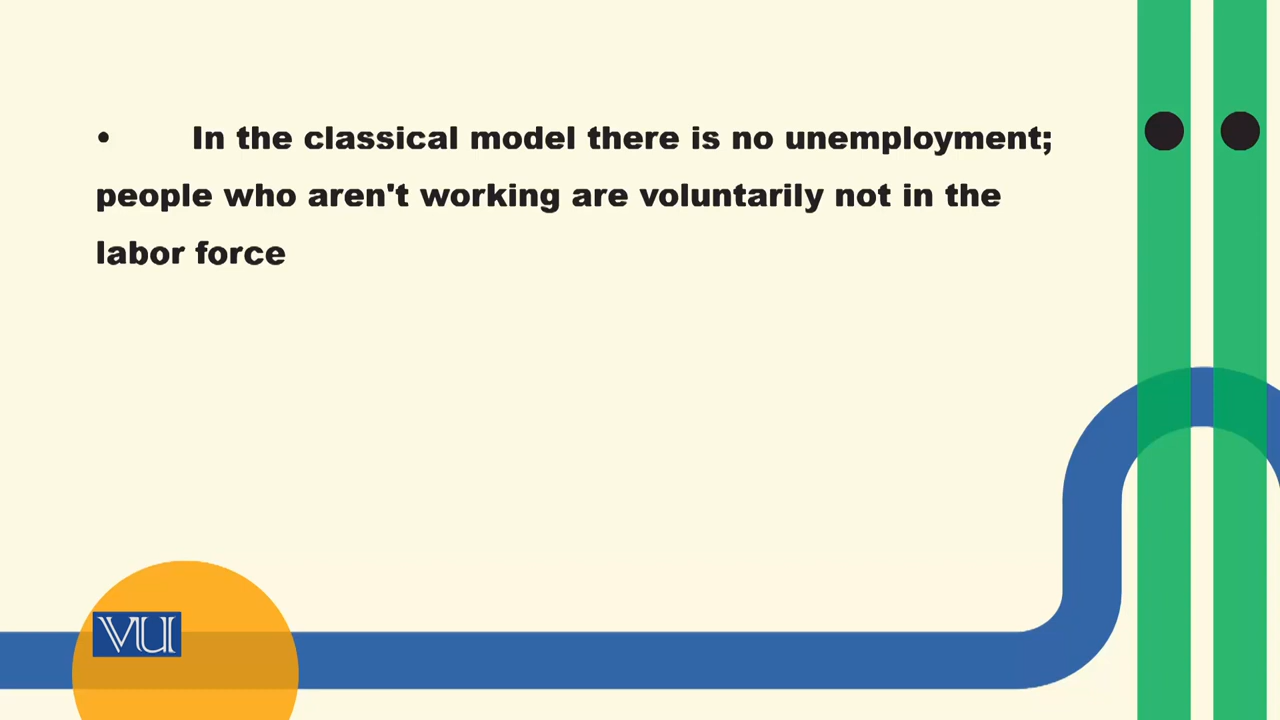 • In the classical model there is no unemployment;
people who aren't working are voluntarily not in the
labor force
VU